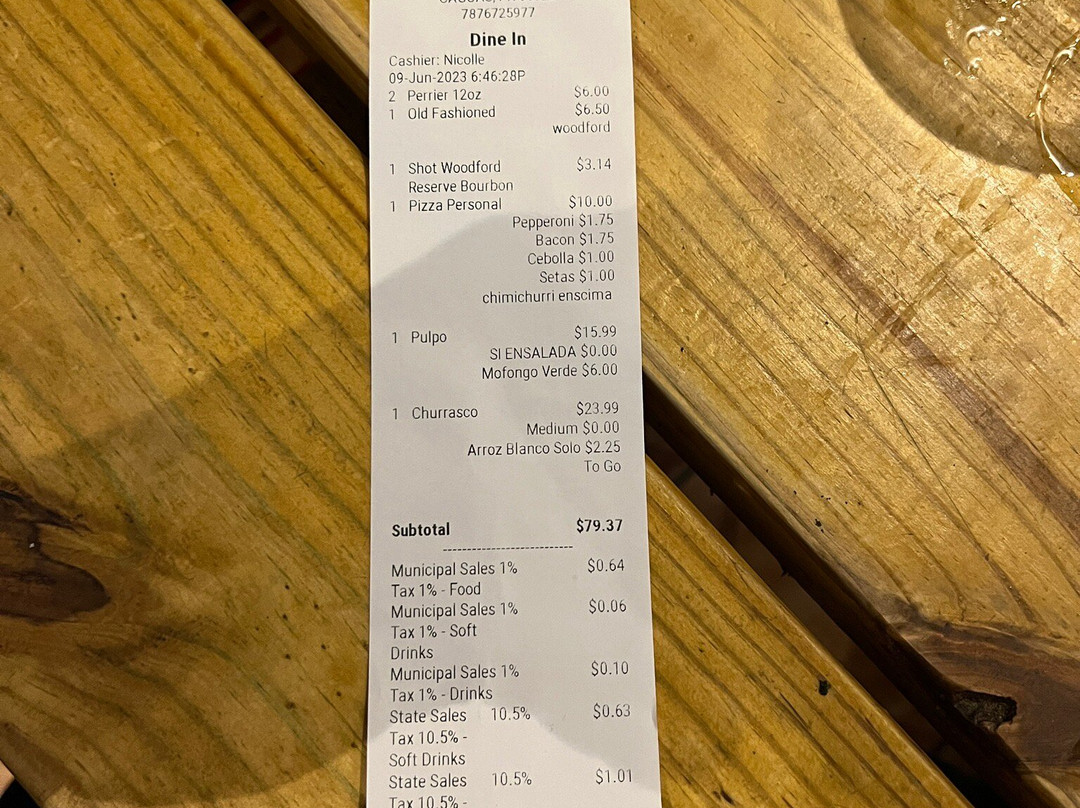 7876725977
Dine In
Cashier: Nicolle
09-Jun-2023 6:46:28P
2 Perrier 12oz $6.00
1 Old Fashioned $6.50
woodford
1 Shot Woodford $3.14
Reserve Bourbon
1 Pizza Personal $10.00
Pepperoni $1.75
Bacon $1.75
Cebolla $1.00
Setas $1.00
chimichurri enscima
1 Pulpo $15.99
SI ENSALADA $0.00
Mofongo Verde $6.00
1 Churrasco $23.99
Medium $0.00
Arroz Blanco Solo $2.25
To Go
Subtotal $79.37
Municipal Sales 1% $0.64
Tax 1% - Food
Municipal Sales 1% $0.06
Tax 1% - Soft
Drinks
Municipal Sales 1% $0.10
Tax 1% - Drinks
State Sales 10.5% $0.63
Tax 10.5% -
Soft Drinks
State Sales 10.5% $1.01
Tax 10.5% -